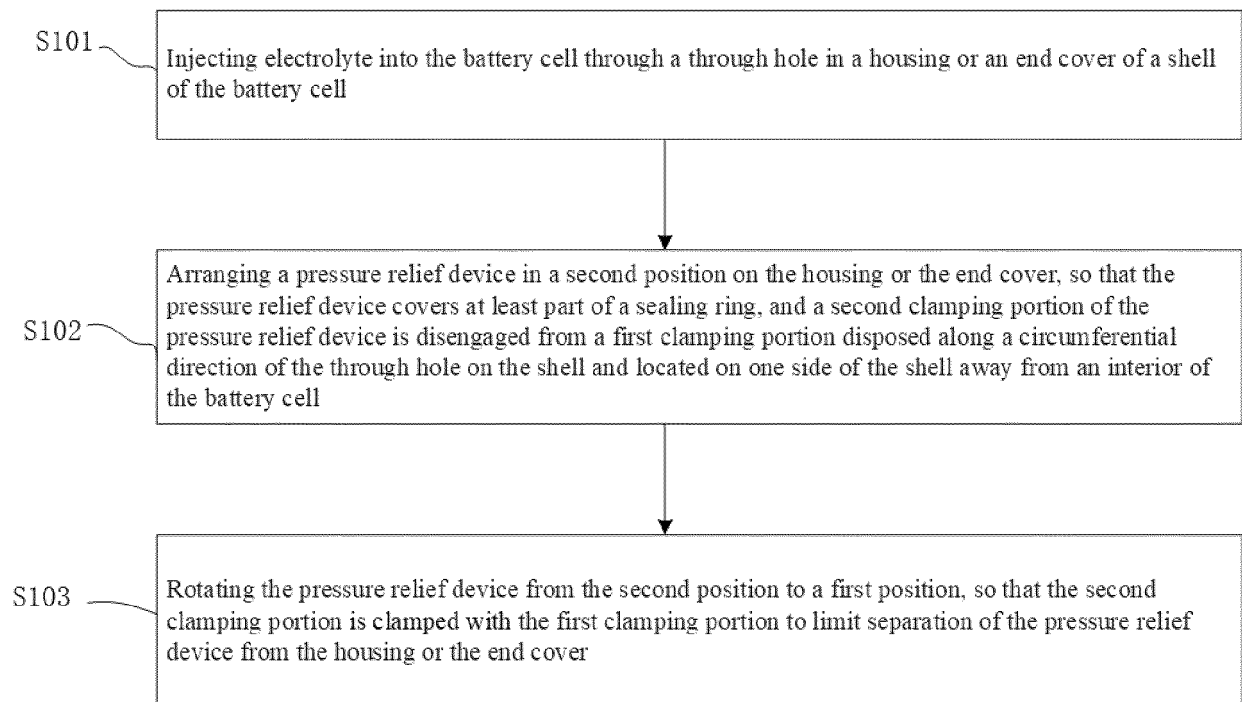 S101
Injecting electrolyte into the battery cell through a through hole in a housing or an end cover of a shell
of the battery cell
S102
Arranging a pressure relief device in a second position on the housing or the end cover, so that the
pressure relief device covers at least part of a sealing ring, and a second clamping portion of the
pressure relief device is disengaged from a first clamping portion disposed along a circumferential
direction of the through hole on the shell and located on one side of the shell away from an interior of
the battery cell
S103
Rotating the pressure relief device from the second position to a first position, so that the second
clamping portion is clamped with the first clamping portion to limit separation of the pressure relief
device from the housing or the end cover